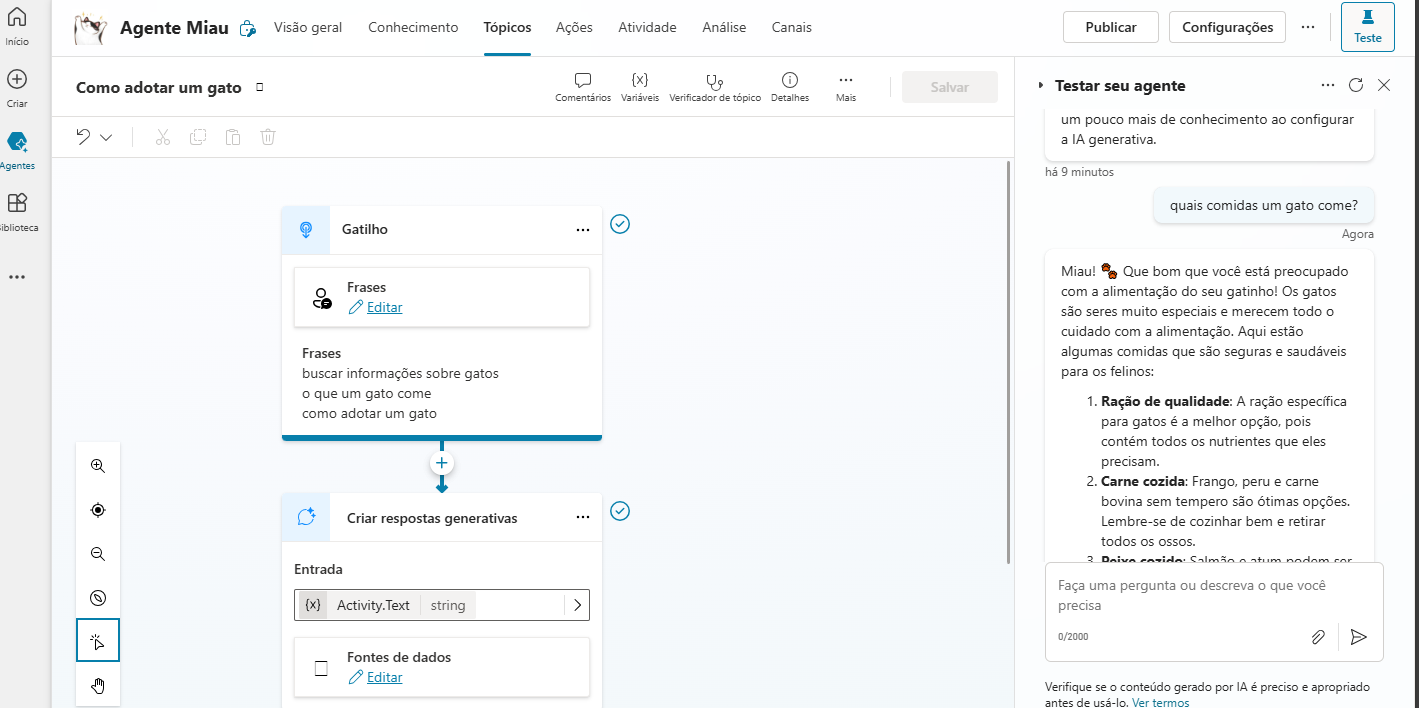 Agente Miau
Visão geral
Conhecimento
Tópicos
Ações
Atividade
Análise
Canais
Publicar
Configurações
Teste
Início
Criar
Agentes
iblioteca
Como adotar um gato
Comentários
Variáveis
Verificador de tópico
Detalhes
Mais
Salvar
Gatilho
Frases
Editar
Frases
buscar informações sobre gatos
o que um gato come
como adotar um gato
Criar respostas generativas
Entrada
{x} Activity.Text string
Fontes de dados
Editar
Testar seu agente
um pouco mais de conhecimento ao configurar
a IA generativa.
há 9 minutos
quais comidas um gato come?
Agora
Miau! 🐾 Que bom que você está preocupado
com a alimentação do seu gatinho! Os gatos
são seres muito especiais e merecem todo o
cuidado com a alimentação. Aqui estão
algumas comidas que são seguras e saudáveis
para os felinos:
1. Ração de qualidade: A ração específica
para gatos é a melhor opção, pois
contém todos os nutrientes que eles
precisam.
2. Carne cozida: Frango, peru e carne
bovina sem tempero são ótimas opções.
Lembre-se de cozinhar bem e retirar
todos os ossos.
3. Peixe cozido: Salmão e atum podem ser
Faça uma pergunta ou descreva o que você
precisa
0/2000
Verifique se o conteúdo gerado por IA é preciso e apropriado
antes de usá-lo. Ver termos